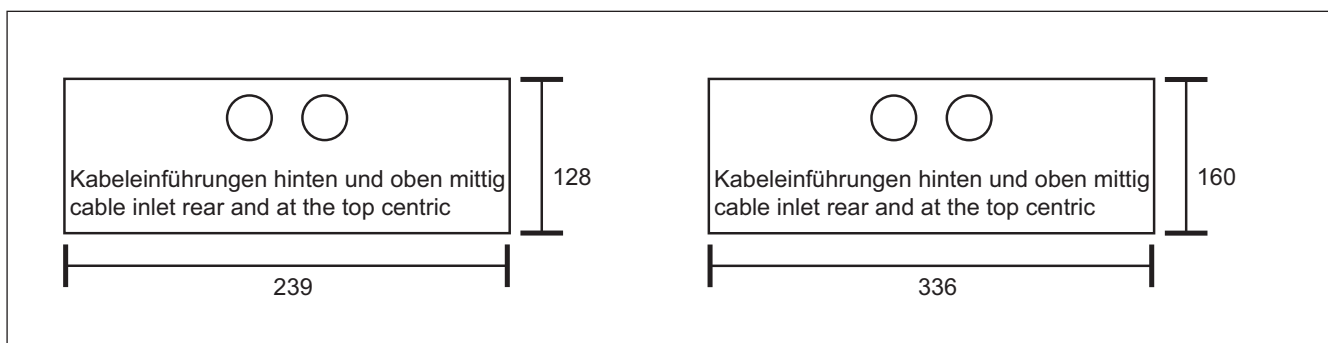 Kabeleinführungen hinten und oben mittig
cable inlet rear and at the top centric
128
239
Kabeleinführungen hinten und oben mittig
cable inlet rear and at the top centric
160
336